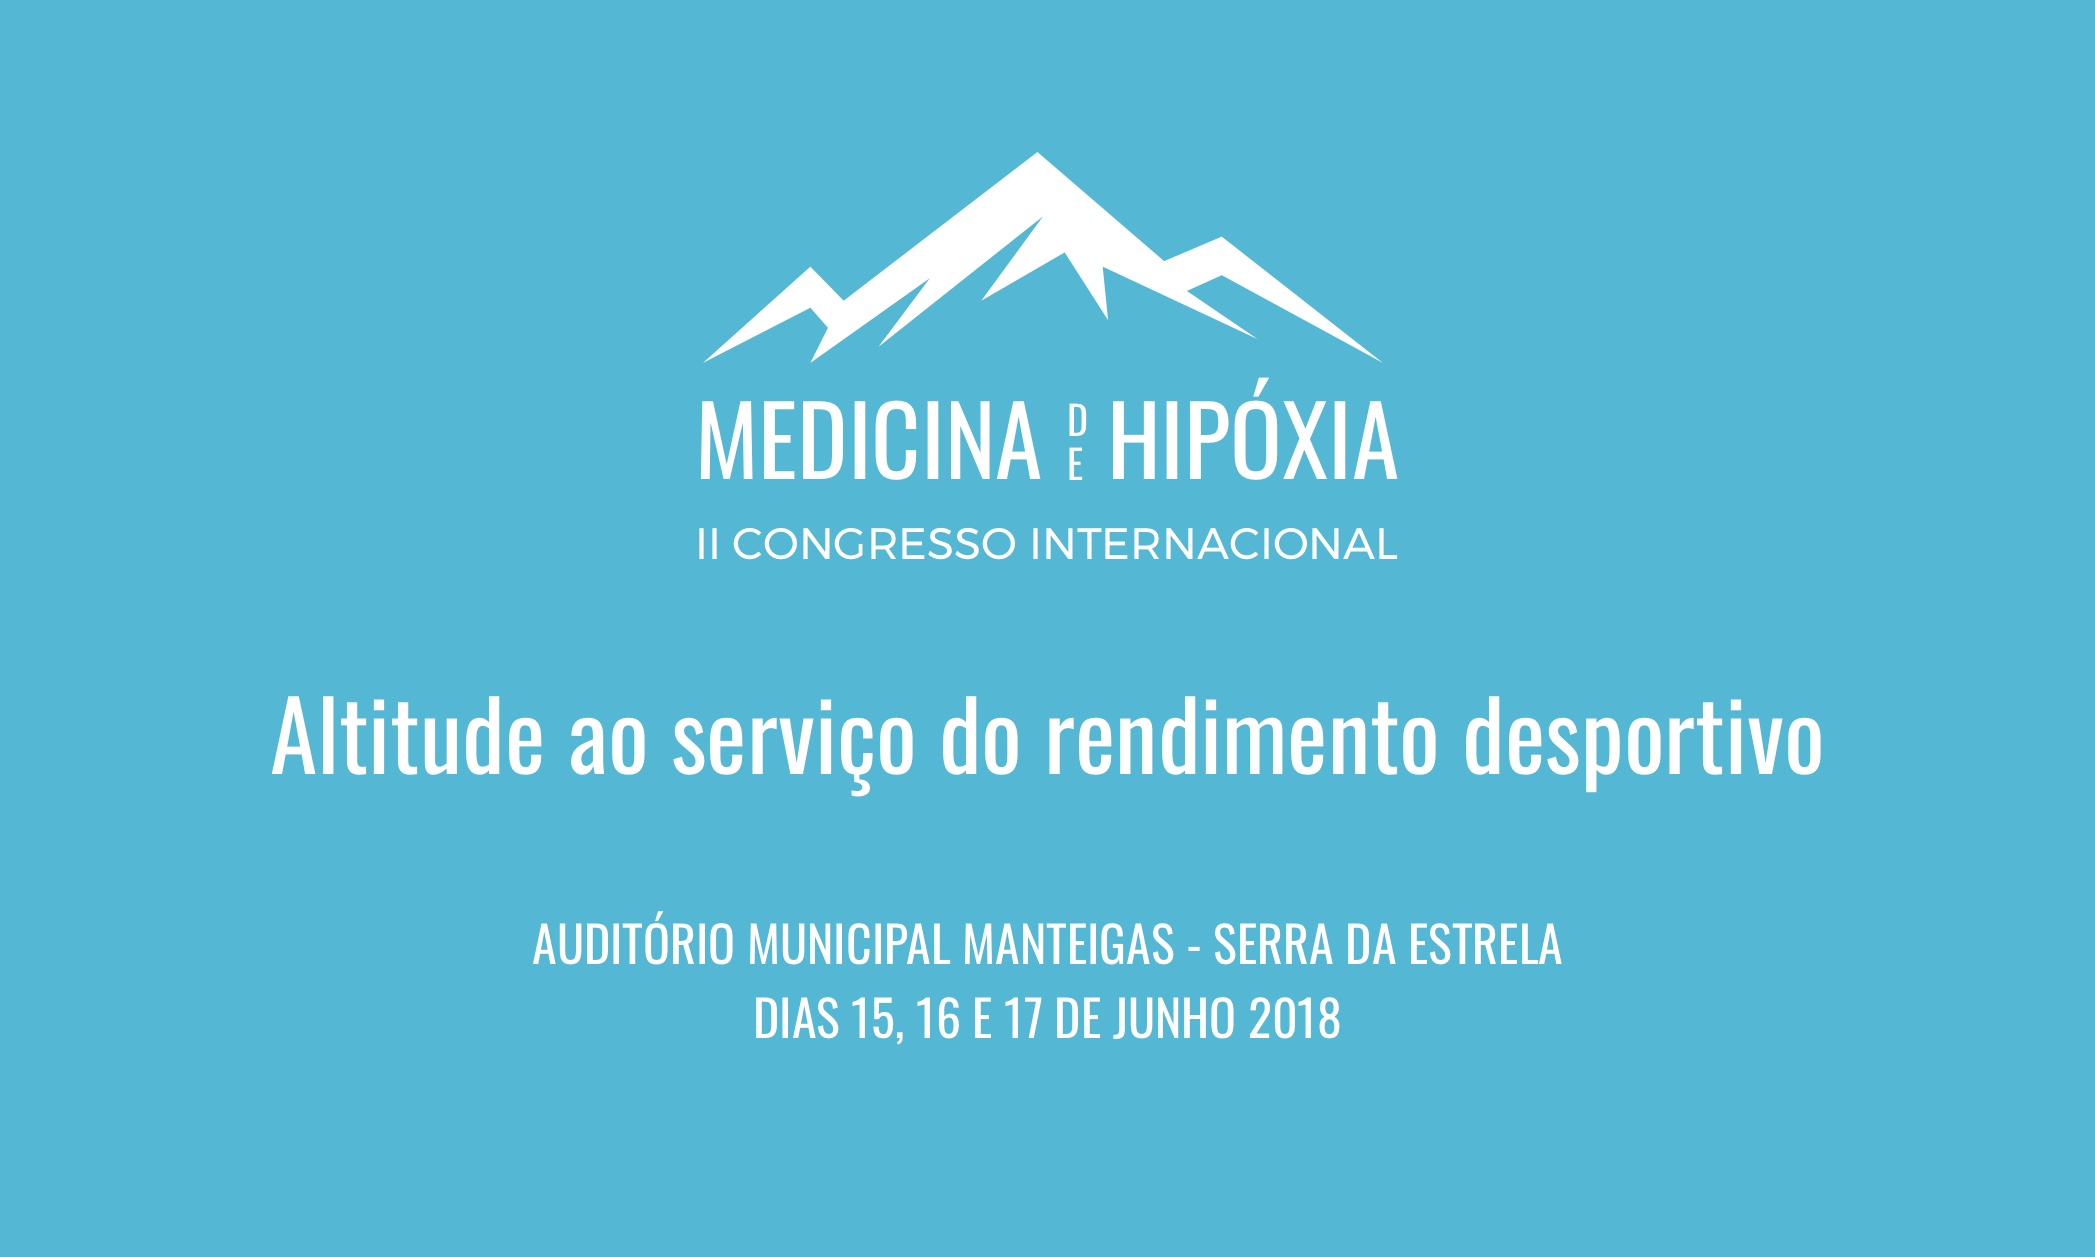 MEDICINA DE HIPÓXIA
II CONGRESSO INTERNACIONAL
Altitude ao serviço do rendimento desportivo
AUDITÓRIO MUNICIPAL MANTEIGAS - SERRA DA ESTRELA
DIAS 15, 16 E 17 DE JUNHO 2018